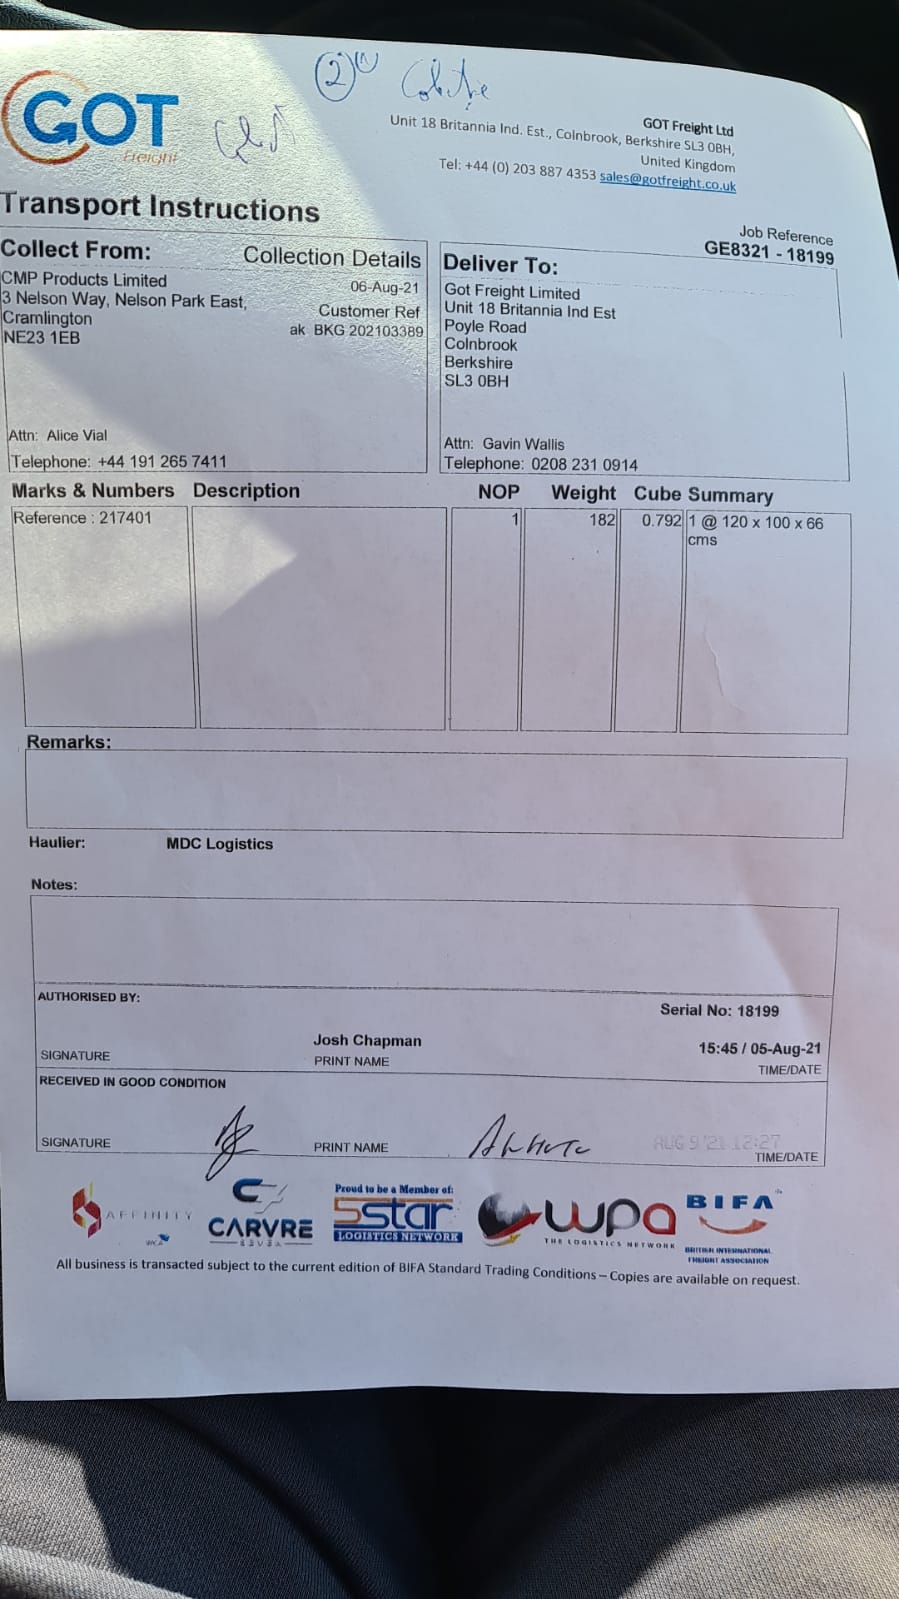 2
GOT
Freight
GOT Freight Ltd
Unit 18 Britannia Ind. Est., Colnbrook, Berkshire SL3 0BH,
United Kingdom
Tel: +44 (0) 203 887 4353 sales@gotfreight.co.uk
Transport Instructions
Job Reference
GE8321 - 18199
Collect From: Collection Details
CMP Products Limited 06-Aug-21
3 Nelson Way, Nelson Park East, Customer Ref
Cramlington ak BKG 202103389
NE23 1EB
Attn: Alice Vial
Telephone: +44 191 265 7411
Deliver To:
Got Freight Limited
Unit 18 Britannia Ind Est
Poyle Road
Colnbrook
Berkshire
SL3 0BH
Attn: Gavin Wallis
Telephone: 0208 231 0914
Marks & Numbers Description NOP Weight Cube Summary
Reference : 217401 1 182 0.792 1 @ 120 x 100 x 66
cms
Remarks:
Haulier: MDC Logistics
Notes:
AUTHORISED BY:
Serial No: 18199
Josh Chapman 15:45 / 05-Aug-21
SIGNATURE PRINT NAME TIME/DATE
RECEIVED IN GOOD CONDITION
AUG 9 '21 12:27
SIGNATURE PRINT NAME TIME/DATE
AFFINITY
WCA
CARVRE
SEVEA
Proud to be a Member of:
5star
LOGISTICS NETWORK
wpa
THE LOGISTICS NETWORK
BIFA
BRITISH INTERNATIONAL
FREIGHT ASSOCIATION
All business is transacted subject to the current edition of BIFA Standard Trading Conditions – Copies are available on request.